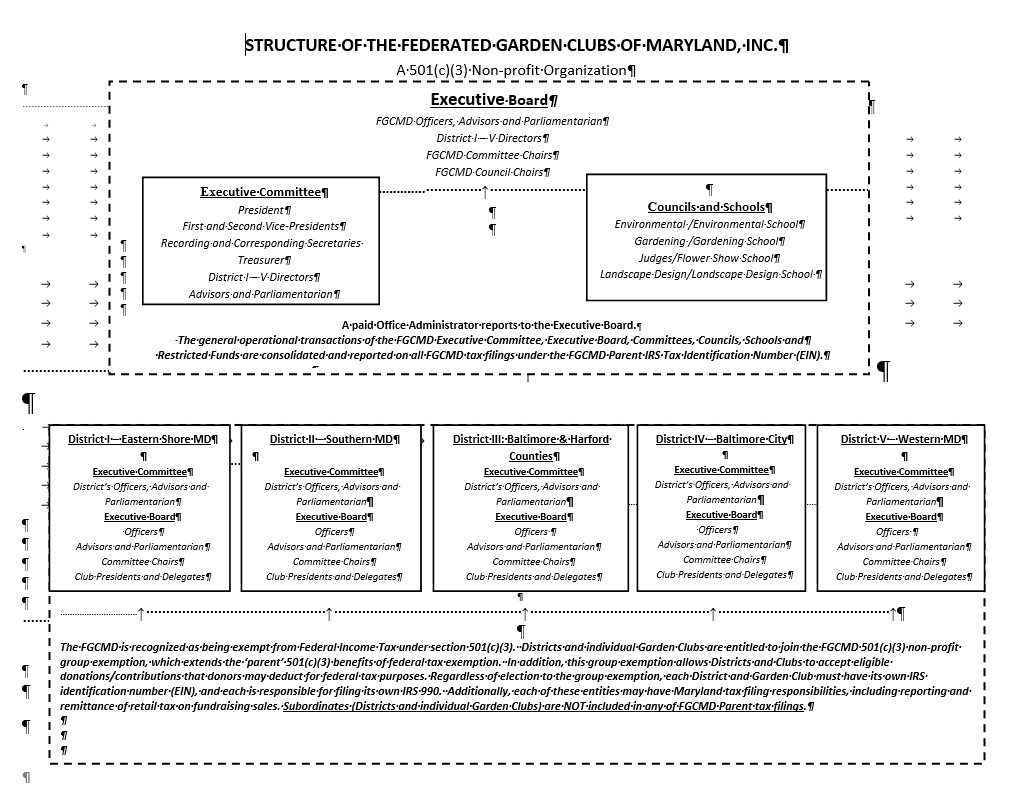 STRUCTURE OF THE FEDERATED GARDEN CLUBS OF MARYLAND, INC.¶
A 501(c)(3) Non-profit Organization¶
Executive Board¶
FGCMD Officers, Advisors and Parliamentarian¶
District I — V Directors¶
FGCMD Committee Chairs¶
FGCMD Council Chairs¶
Executive Committee¶
President¶
First and Second Vice-Presidents¶
Recording and Corresponding Secretaries
Treasurer¶
District I — V Directors¶
Advisors and Parliamentarian¶
Councils and Schools¶
Environmental /Environmental School¶
Gardening /Gardening School¶
Judges/Flower Show School¶
Landscape Design/Landscape Design School ¶
A paid Office Administrator reports to the Executive Board.¶
The general operational transactions of the FGCMD Executive Committee, Executive Board, Committees, Councils, Schools and¶
Restricted Funds are consolidated and reported on all FGCMD tax filings under the FGCMD Parent IRS Tax Identification Number (EIN).¶
District I — Eastern Shore MD¶
Executive Committee¶
District's Officers, Advisors and
Parliamentarian¶
Executive Board¶
Officers¶
Advisors and Parliamentarian¶
Committee Chairs¶
Club Presidents and Delegates¶
District II — Southern MD¶
Executive Committee¶
District's Officers, Advisors and
Parliamentarian¶
Executive Board¶
Officers¶
Advisors and Parliamentarian¶
Committee Chairs¶
Club Presidents and Delegates¶
District III: Baltimore & Harford
Counties¶
Executive Committee¶
District's Officers, Advisors and
Parliamentarian¶
Executive Board¶
Officers ¶
Advisors and Parliamentarian¶
Committee Chairs¶
Club Presidents and Delegates¶
District IV — Baltimore City¶
Executive Committee¶
District's Officers, Advisors and
Parliamentarian¶
Executive Board¶
Officers¶
Advisors and Parliamentarian¶
Committee Chairs¶
Club Presidents and Delegates¶
District V — Western MD¶
Executive Committee¶
District's Officers, Advisors and
Parliamentarian¶
Executive Board¶
Officers ¶
Advisors and Parliamentarian¶
Committee Chairs¶
Club Presidents and Delegates¶
The FGCMD is recognized as being exempt from Federal Income Tax under section 501(c)(3). Districts and individual Garden Clubs are entitled to join the FGCMD 501(c)(3) non-profit
group exemption, which extends the 'parent' 501(c)(3) benefits of federal tax exemption. In addition, this group exemption allows Districts and Clubs to accept eligible
donations/contributions that donors may deduct for federal tax purposes. Regardless of election to the group exemption, each District and Garden Club must have its own IRS
identification number (EIN), and each is responsible for filing its own IRS 990. Additionally, each of these entities may have Maryland tax filing responsibilities, including reporting and
remittance of retail tax on fundraising sales. Subordinates (Districts and individual Garden Clubs) are NOT included in any of FGCMD Parent tax filings.¶